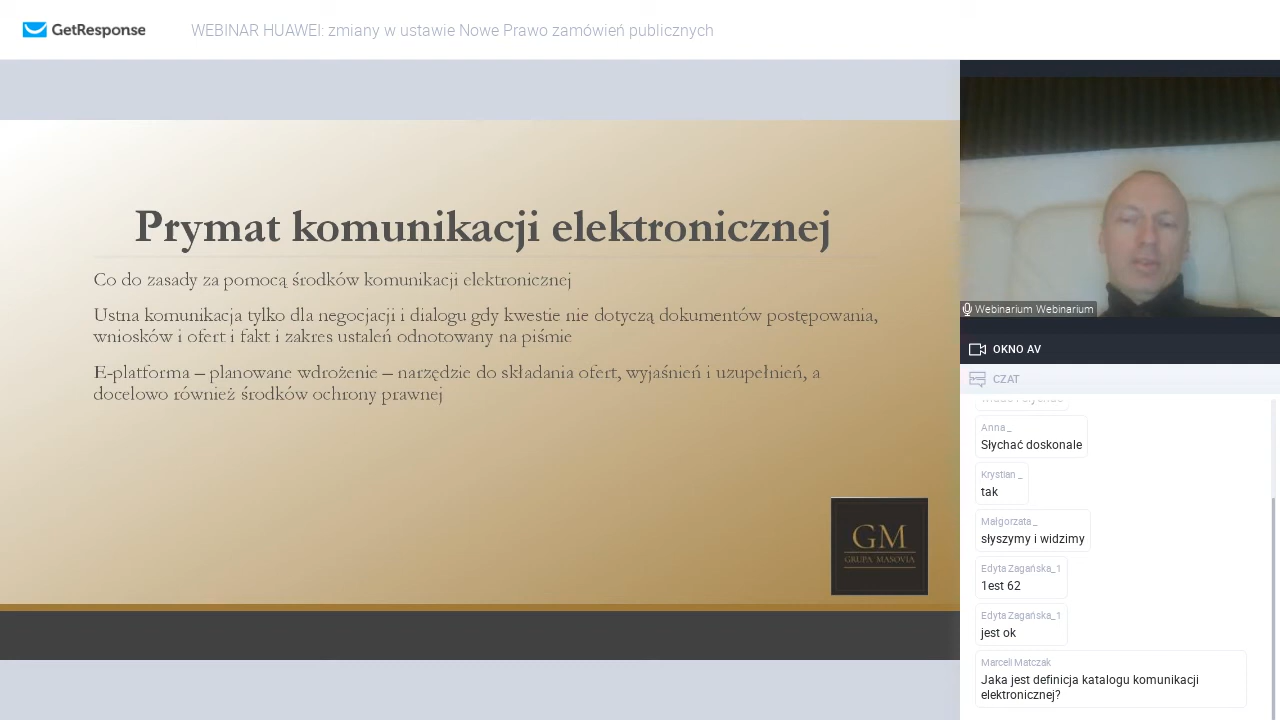 GetResponse
WEBINAR HUAWEI: zmiany w ustawie Nowe Prawo zamówień publicznych
Prymat komunikacji elektronicznej
Co do zasady za pomocą środków komunikacji elektronicznej
Ustna komunikacja tylko dla negocjacji i dialogu gdy kwestie nie dotyczą dokumentów postępowania,
wniosków i ofert i fakt i zakres ustaleń odnotowany na piśmie
E-platforma – planowane wdrożenie – narzędzie do składania ofert, wyjaśnień i uzupełnień, a
docelowo również środków ochrony prawnej
GM
GRUPA MASOVIA
Webinarium Webinarium
OKNO AV
CZAT
Anna _
Słychać doskonale
Krystian _
tak
Małgorzata _
słyszymy i widzimy
Edyta Zagańska_1
1est 62
Edyta Zagańska_1
jest ok
Marceli Matczak
Jaka jest definicja katalogu komunikacji
elektronicznej?